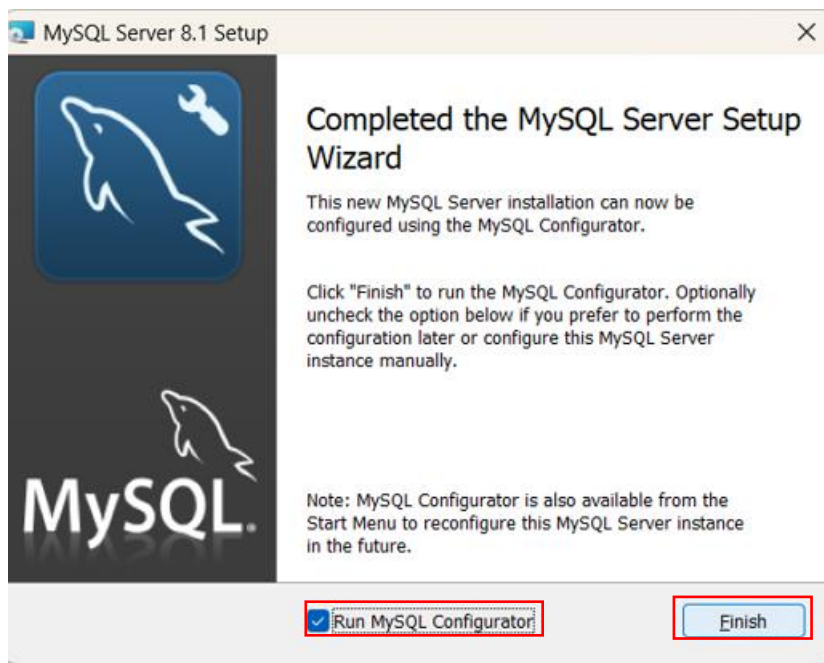 MySQL Server 8.1 Setup
Completed the MySQL Server Setup
Wizard
This new MySQL Server installation can now be
configured using the MySQL Configurator.
Click "Finish" to run the MySQL Configurator. Optionally
uncheck the option below if you prefer to perform the
configuration later or configure this MySQL Server
instance manually.
MySQL.
Note: MySQL Configurator is also available from the
Start Menu to reconfigure this MySQL Server instance
in the future.
Run MySQL Configurator
Finish